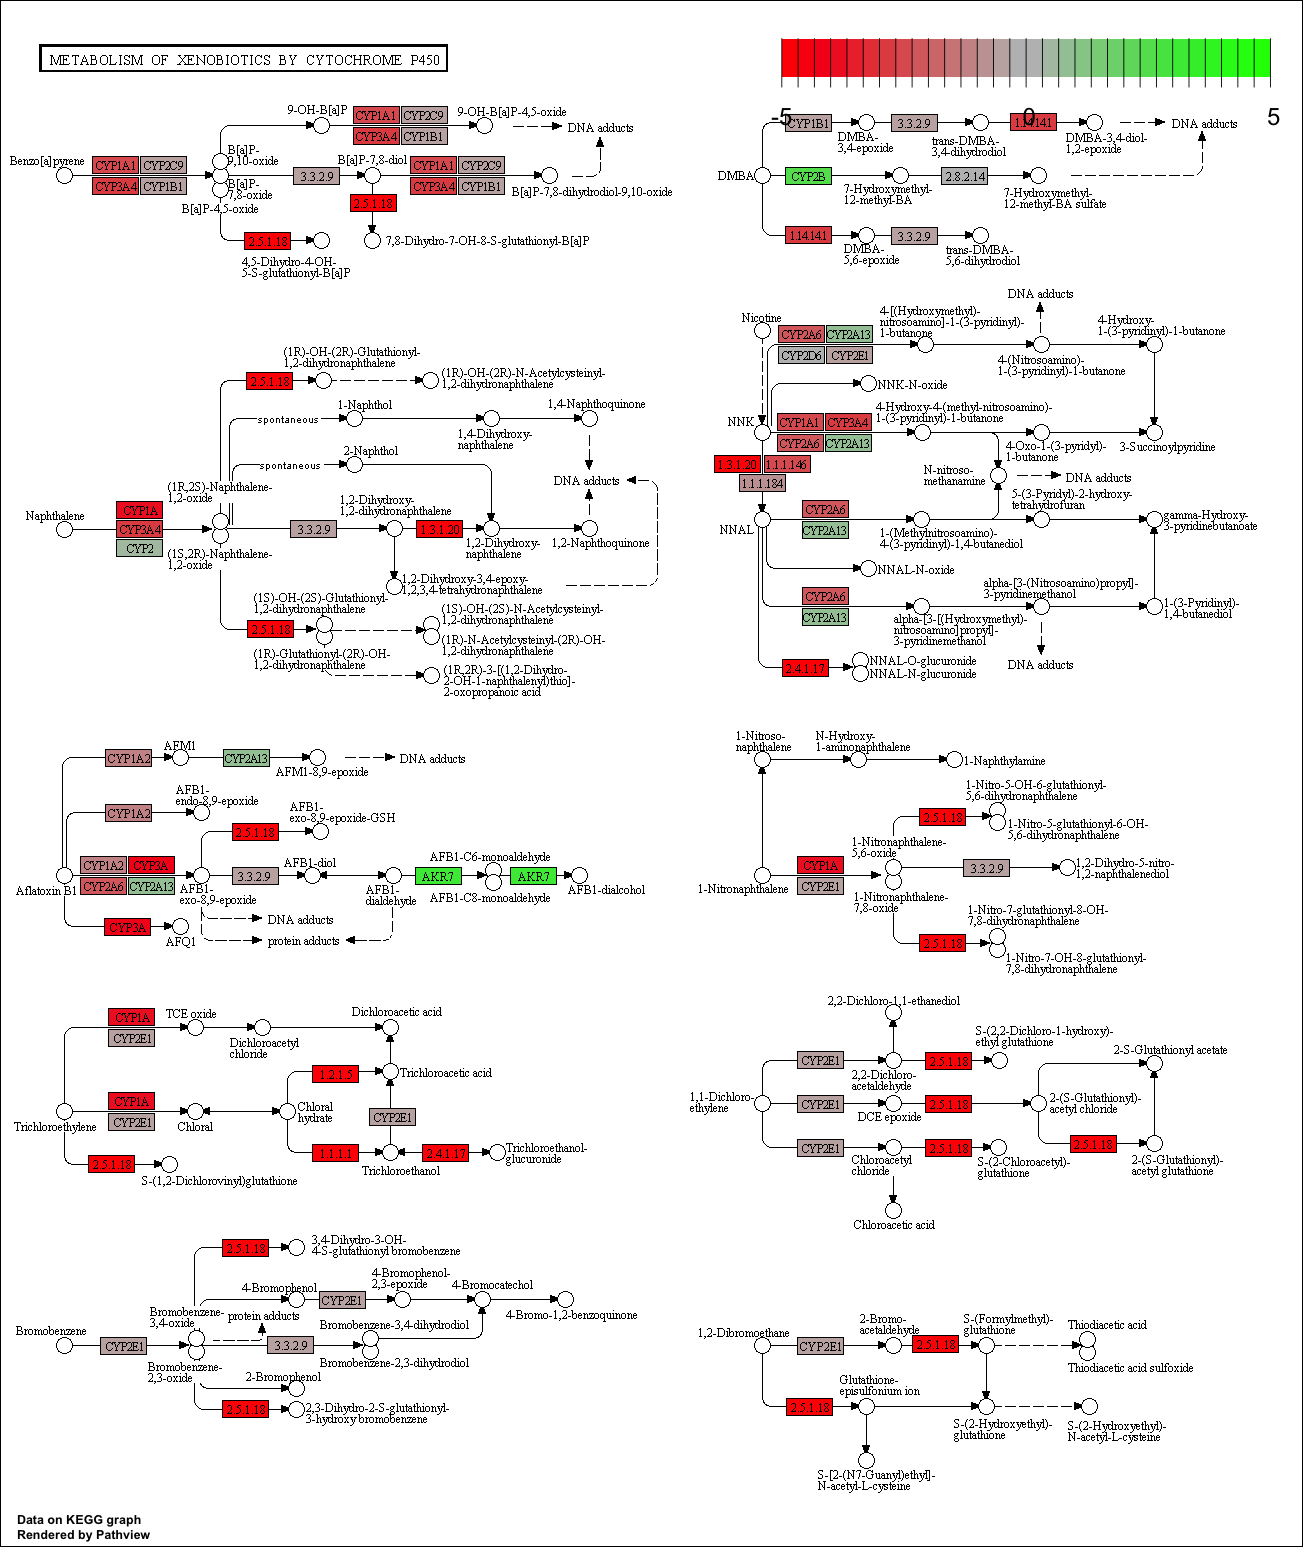 METABOLISM OF XENOBIOTICS BY CYTOCHROME P450
-5
0
5
9-OH-B[a]P
CYP1A1
CYP2C9
CYP3A4
CYP1B1
9-OH-B[a]P-4,5-oxide
DNA adducts
Benzo[a]pyrene
CYP1A1
CYP2C9
CYP3A4
CYP1B1
B[a]P-
9,10-oxide
B[a]P-
7,8-oxide
B[a]P-4,5-oxide
3.3.2.9
B[a]P-7,8-diol
CYP1A1
CYP2C9
CYP3A4
CYP1B1
B[a]P-7,8-dihydrodiol-9,10-oxide
2.5.1.18
7,8-Dihydro-7-OH-8-S-glutathionyl-B[a]P
2.5.1.18
4,5-Dihydro-4-OH-
5-S-glutathionyl-B[a]P
CYP1B1
DMBA-
3,4-epoxide
3.3.2.9
trans-DMBA-
3,4-dihydrodiol
1.14.14.1
DMBA-3,4-diol-
1,2-epoxide
DNA adducts
DMBA
CYP2B
7-Hydroxymethyl-
12-methyl-BA
2.8.2.14
7-Hydroxymethyl-
12-methyl-BA sulfate
1.14.14.1
DMBA-
5,6-epoxide
3.3.2.9
trans-DMBA-
5,6-dihydrodiol
(1R)-OH-(2R)-Glutathionyl-
1,2-dihydronaphthalene
2.5.1.18
(1R)-OH-(2R)-N-Acetylcysteinyl-
1,2-dihydronaphthalene
spontaneous
1-Naphthol
1,4-Dihydroxy-
naphthalene
1,4-Naphthoquinone
spontaneous
2-Naphthol
DNA adducts
Naphthalene
CYP1A
CYP3A4
CYP2
(1R,2S)-Naphthalene-
1,2-oxide
(1S,2R)-Naphthalene-
1,2-oxide
3.3.2.9
1,2-Dihydroxy-
1,2-dihydronaphthalene
1.3.1.20
1,2-Dihydroxy-
naphthalene
1,2-Naphthoquinone
1,2-Dihydroxy-3,4-epoxy-
1,2,3,4-tetrahydronaphthalene
(1S)-OH-(2S)-Glutathionyl-
1,2-dihydronaphthalene
2.5.1.18
(1R)-Glutathionyl-(2R)-OH-
1,2-dihydronaphthalene
(1S)-OH-(2S)-N-Acetylcysteinyl-
1,2-dihydronaphthalene
(1R)-N-Acetylcysteinyl-(2R)-OH-
1,2-dihydronaphthalene
(1R,2R)-3-[(1,2-Dihydro-
2-OH-1-naphthalenyl)thio]-
2-oxopropanoic acid
Nicotine
CYP2A6
CYP2A13
CYP2D6
CYP2E1
4-[(Hydroxymethyl)-
nitrosoamino]-1-(3-pyridinyl)-
1-butanone
DNA adducts
4-(Nitrosoamino)-
1-(3-pyridinyl)-1-butanone
4-Hydroxy-
1-(3-pyridinyl)-1-butanone
NNK-N-oxide
NNK
CYP1A1
CYP3A4
CYP2A6
CYP2A13
4-Hydroxy-4-(methyl-nitrosoamino)-
1-(3-pyridinyl)-1-butanone
4-Oxo-1-(3-pyridyl)-
1-butanone
3-Succinoylpyridine
1.3.1.20
1.1.1.146
1.1.1.184
N-nitroso-
methanamine
DNA adducts
NNAL
CYP2A6
CYP2A13
1-(Methylnitrosoamino)-
4-(3-pyridinyl)-1,4-butanediol
5-(3-Pyridyl)-2-hydroxy-
tetrahydrofuran
gamma-Hydroxy-
3-pyridinebutanoate
NNAL-N-oxide
CYP2A6
CYP2A13
alpha-[3-[(Hydroxymethyl)-
nitrosoamino]propyl]-
3-pyridinemethanol
alpha-[3-(Nitrosoamino)propyl]-
3-pyridinemethanol
1-(3-Pyridinyl)-
1,4-butanediol
DNA adducts
2.4.1.17
NNAL-O-glucuronide
NNAL-N-glucuronide
CYP1A2
AFM1
CYP2A13
AFM1-8,9-epoxide
DNA adducts
CYP1A2
AFB1-
endo-8,9-epoxide
2.5.1.18
AFB1-
exo-8,9-epoxide-GSH
Aflatoxin B1
CYP1A2
CYP3A
CYP2A6
CYP2A13
AFB1-
exo-8,9-epoxide
3.3.2.9
AFB1-diol
AFB1-
dialdehyde
AKR7
AFB1-C6-monoaldehyde
AFB1-C8-monoaldehyde
AKR7
AFB1-dialcohol
CYP3A
AFQ1
DNA adducts
protein adducts
1-Nitroso-
naphthalene
N-Hydroxy-
1-aminonaphthalene
1-Naphthylamine
1-Nitronaphthalene
CYP1A
CYP2E1
1-Nitronaphthalene-
5,6-oxide
1-Nitronaphthalene-
7,8-oxide
2.5.1.18
1-Nitro-5-OH-6-glutathionyl-
5,6-dihydronaphthalene
1-Nitro-5-glutathionyl-6-OH-
5,6-dihydronaphthalene
3.3.2.9
1,2-Dihydro-5-nitro-
1,2-naphthalenediol
2.5.1.18
1-Nitro-7-glutathionyl-8-OH-
7,8-dihydronaphthalene
1-Nitro-7-OH-8-glutathionyl-
7,8-dihydronaphthalene
CYP1A
CYP2E1
TCE oxide
Dichloroacetyl
chloride
Dichloroacetic acid
Trichloroethylene
CYP1A
CYP2E1
Chloral
Chloral
hydrate
1.2.1.5
Trichloroacetic acid
CYP2E1
1.1.1.1
Trichloroethanol
2.4.1.17
Trichloroethanol-
glucuronide
2.5.1.18
S-(1,2-Dichlorovinyl)glutathione
2,2-Dichloro-1,1-ethanediol
1,1-Dichloro-
ethylene
CYP2E1
2,2-Dichloro-
acetaldehyde
2.5.1.18
S-(2,2-Dichloro-1-hydroxy)-
ethyl glutathione
CYP2E1
DCE epoxide
2.5.1.18
2-(S-Glutathionyl)-
acetyl chloride
2-S-Glutathionyl acetate
2.5.1.18
2-(S-Glutathionyl)-
acetyl glutathione
CYP2E1
Chloroacetyl
chloride
2.5.1.18
S-(2-Chloroacetyl)-
glutathione
Chloroacetic acid
2.5.1.18
3,4-Dihydro-3-OH-
4-S-glutathionyl bromobenzene
4-Bromophenol
CYP2E1
4-Bromophenol-
2,3-epoxide
4-Bromocatechol
4-Bromo-1,2-benzoquinone
Bromobenzene
CYP2E1
Bromobenzene-
3,4-oxide
Bromobenzene-
2,3-oxide
protein adducts
3.3.2.9
Bromobenzene-3,4-dihydrodiol
Bromobenzene-2,3-dihydrodiol
2-Bromophenol
2.5.1.18
2,3-Dihydro-2-S-glutathionyl-
3-hydroxy bromobenzene
1,2-Dibromoethane
CYP2E1
2-Bromo-
acetaldehyde
2.5.1.18
S-(Formylmethyl)-
glutathione
Thiodiacetic acid
Thiodiacetic acid sulfoxide
2.5.1.18
Glutathione-
episulfonium ion
S-(2-Hydroxyethyl)-
glutathione
S-(2-Hydroxyethyl)-
N-acetyl-L-cysteine
S-[2-(N7-Guanyl)ethyl]-
N-acetyl-L-cysteine
Data on KEGG graph
Rendered by Pathview